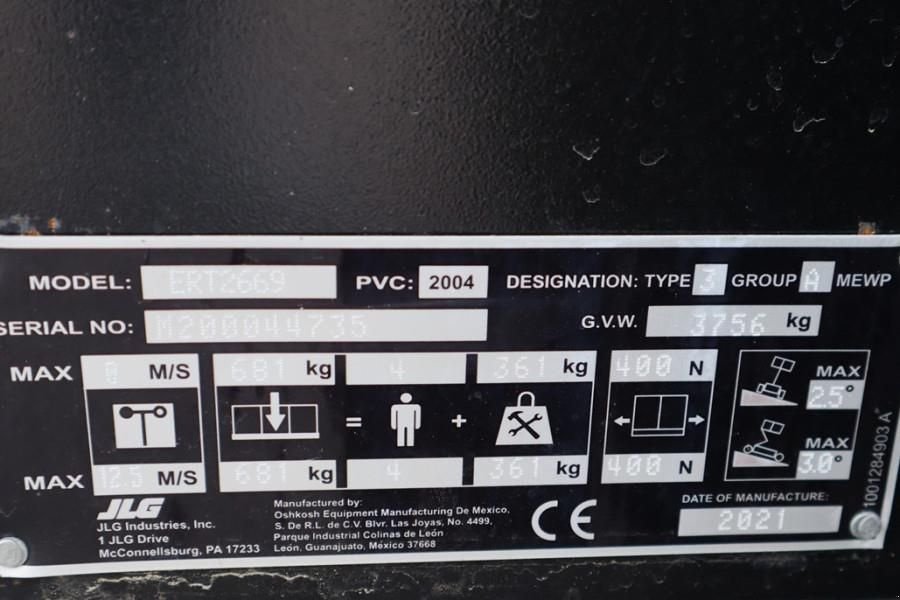 MODEL: ERT2669 PVC: 2004 DESIGNATION: TYPE 3 GROUP A MEWP
SERIAL NO: M200044735 G.V.W. 3756 kg
MAX 0 M/S 681 kg 4 361 kg 400 N MAX 2.5°
= +
MAX 12.5 M/S 681 kg 4 361 kg 400 N MAX 3.0°
JLG
JLG Industries, Inc.
1 JLG Drive
McConnellsburg, PA 17233
Manufactured by:
Oshkosh Equipment Manufacturing De Mexico,
S. De R.L. de C.V. Blvr. Las Joyas, No. 4499,
Parque Industrial Colinas de León
León, Guanajuato, México 37668
CE
DATE OF MANUFACTURE:
2021
1001284903 A